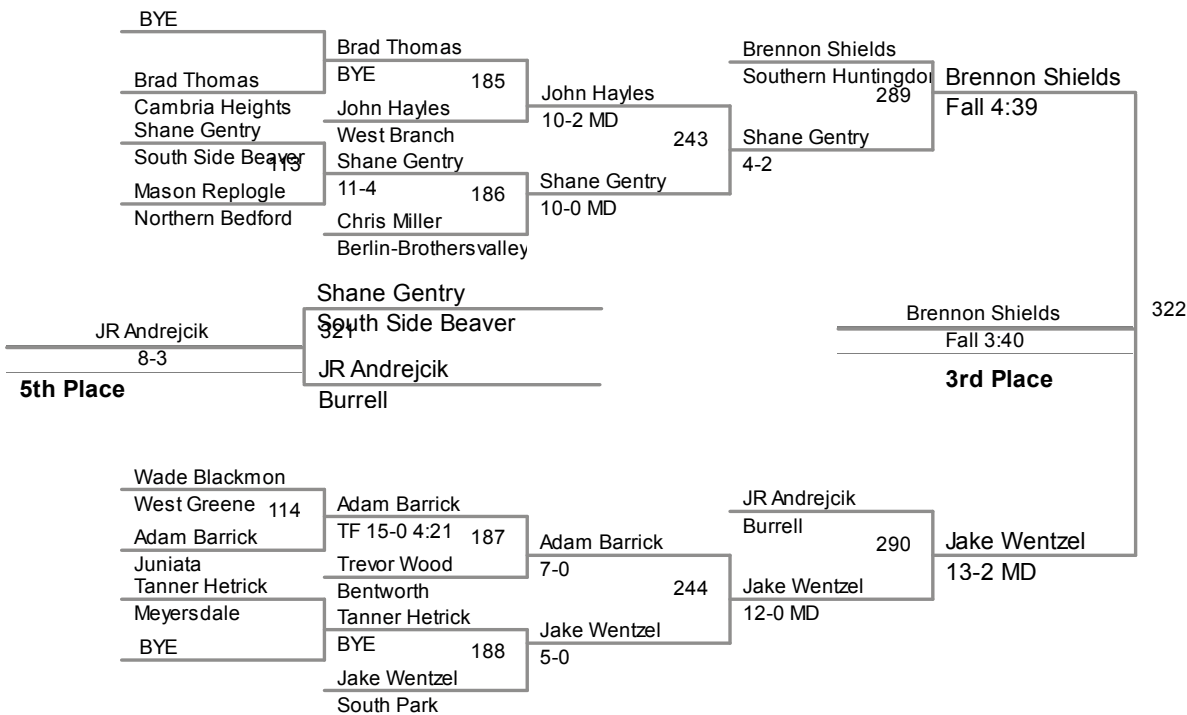 BYE
Brad Thomas
Cambria Heights
Shane Gentry
South Side Beaver
113
Mason Replogle
Northern Bedford
Brad Thomas
BYE
185
John Hayles
West Branch
Shane Gentry
11-4
186
Chris Miller
Berlin-Brothersvalley
John Hayles
10-2 MD
243
Shane Gentry
10-0 MD
Brennon Shields
Southern Huntingdon
289
Shane Gentry
4-2
Brennon Shields
Fall 4:39
Shane Gentry
South Side Beaver
321
JR Andrejcik
Burrell
JR Andrejcik
8-3
5th Place
Brennon Shields
Fall 3:40
3rd Place
322
Wade Blackmon
West Greene
114
Adam Barrick
Juniata
Tanner Hetrick
Meyersdale
BYE
Adam Barrick
TF 15-0 4:21
187
Trevor Wood
Bentworth
Tanner Hetrick
BYE
188
Jake Wentzel
South Park
Adam Barrick
7-0
244
Jake Wentzel
5-0
JR Andrejcik
Burrell
290
Jake Wentzel
12-0 MD
Jake Wentzel
13-2 MD